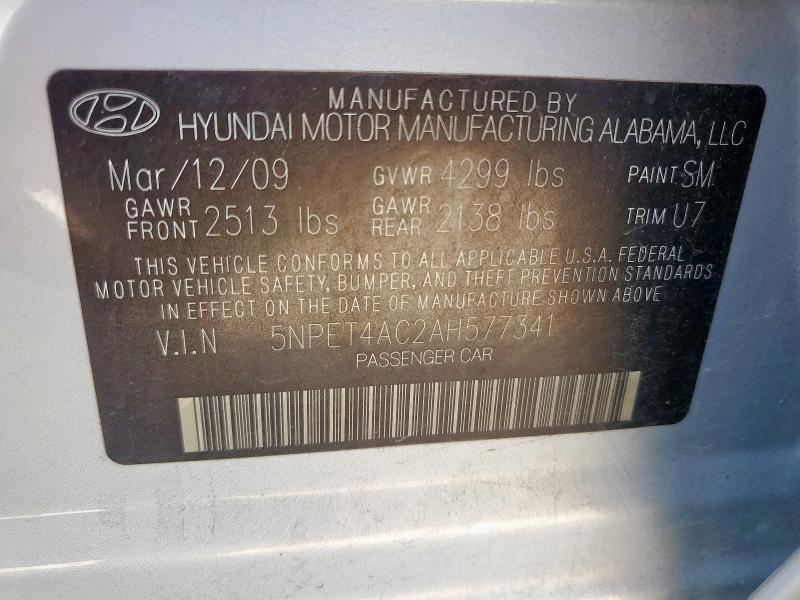 MANUFACTURED BY
HYUNDAI MOTOR MANUFACTURING ALABAMA, LLC
Mar/12/09 GVWR 4299 lbs PAINT SM
GAWR FRONT 2513 lbs GAWR REAR 2138 lbs TRIM U7
THIS VEHICLE CONFORMS TO ALL APPLICABLE U.S.A. FEDERAL
MOTOR VEHICLE SAFETY, BUMPER, AND THEFT PREVENTION STANDARDS
IN EFFECT ON THE DATE OF MANUFACTURE SHOWN ABOVE
V.I.N 5NPET4AC2AH577341
PASSENGER CAR